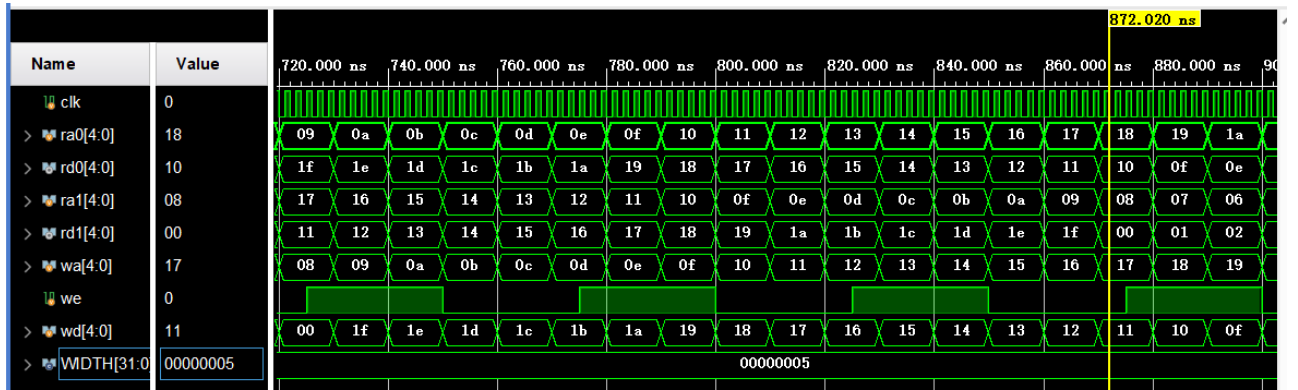 872.020 ns
Name Value 720.000 ns 740.000 ns 760.000 ns 780.000 ns 800.000 ns 820.000 ns 840.000 ns 860.000 ns 880.000 ns 90
clk 0
ra0[4:0] 18 09 0a 0b 0c 0d 0e 0f 10 11 12 13 14 15 16 17 18 19 1a
rd0[4:0] 10 1f 1e 1d 1c 1b 1a 19 18 17 16 15 14 13 12 11 10 0f 0e
ra1[4:0] 08 17 16 15 14 13 12 11 10 0f 0e 0d 0c 0b 0a 09 08 07 06
rd1[4:0] 00 11 12 13 14 15 16 17 18 19 1a 1b 1c 1d 1e 1f 00 01 02
wa[4:0] 17 08 09 0a 0b 0c 0d 0e 0f 10 11 12 13 14 15 16 17 18 19
we 0
wd[4:0] 11 00 1f 1e 1d 1c 1b 1a 19 18 17 16 15 14 13 12 11 10 0f
WIDTH[31:0 00000005 00000005